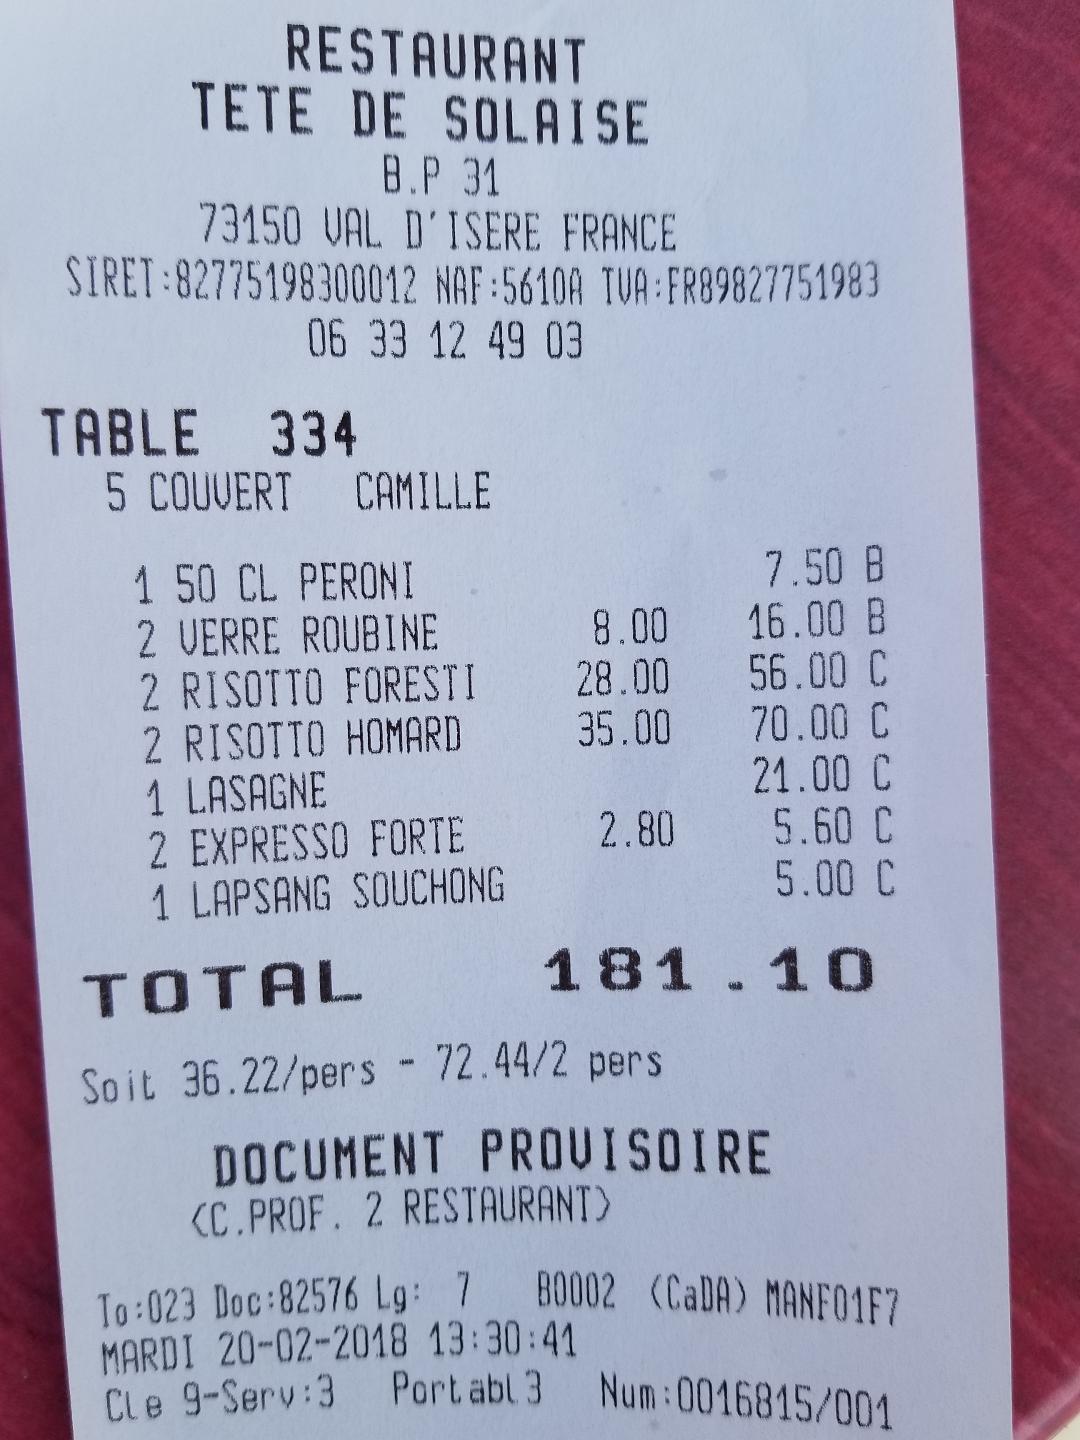 RESTAURANT
TETE DE SOLAISE
B.P 31
73150 VAL D'ISERE FRANCE
SIRET:82775198300012 NAF:5610A TVA:FR89827751983
06 33 12 49 03
TABLE 334
5 COUVERT CAMILLE
1 50 CL PERONI 7.50 B
2 VERRE ROUBINE 8.00 16.00 B
2 RISOTTO FORESTI 28.00 56.00 C
2 RISOTTO HOMARD 35.00 70.00 C
1 LASAGNE 21.00 C
2 EXPRESSO FORTE 2.80 5.60 C
1 LAPSANG SOUCHONG 5.00 C
TOTAL 181.10
Soit 36.22/pers - 72.44/2 pers
DOCUMENT PROVISOIRE
<C.PROF. 2 RESTAURANT>
To:023 Doc:82576 Lg: 7 B0002 (CaDA) MANF01F7
MARDI 20-02-2018 13:30:41
Cle 9-Serv:3 Portabl3 Num:0016815/001